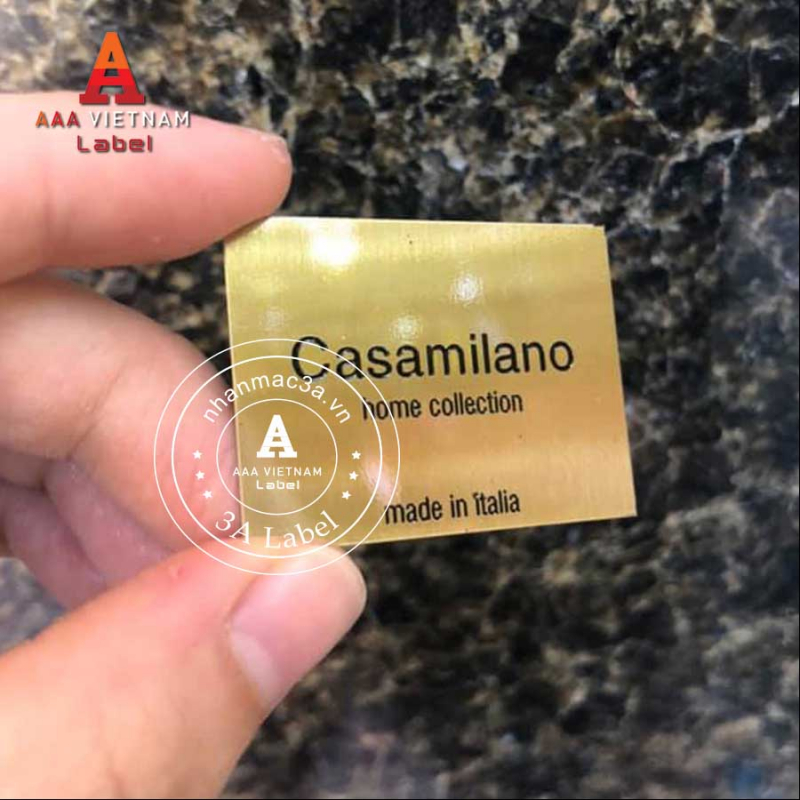 A
AAA VIETNAM
Label
Casamilano
home collection
made in italia
nhanmac3a.vn
A
AAA VIETNAM
Label
3A Label